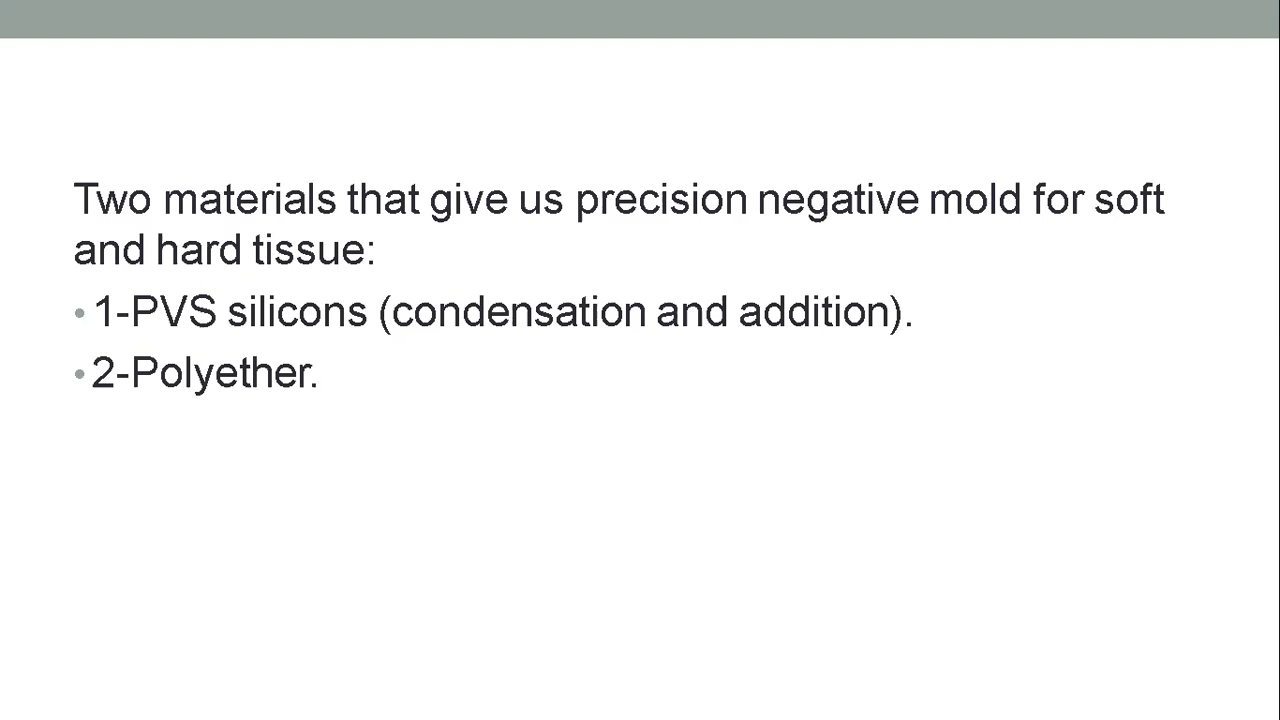 Two materials that give us precision negative mold for soft
and hard tissue:
• 1-PVS silicons (condensation and addition).
• 2-Polyether.